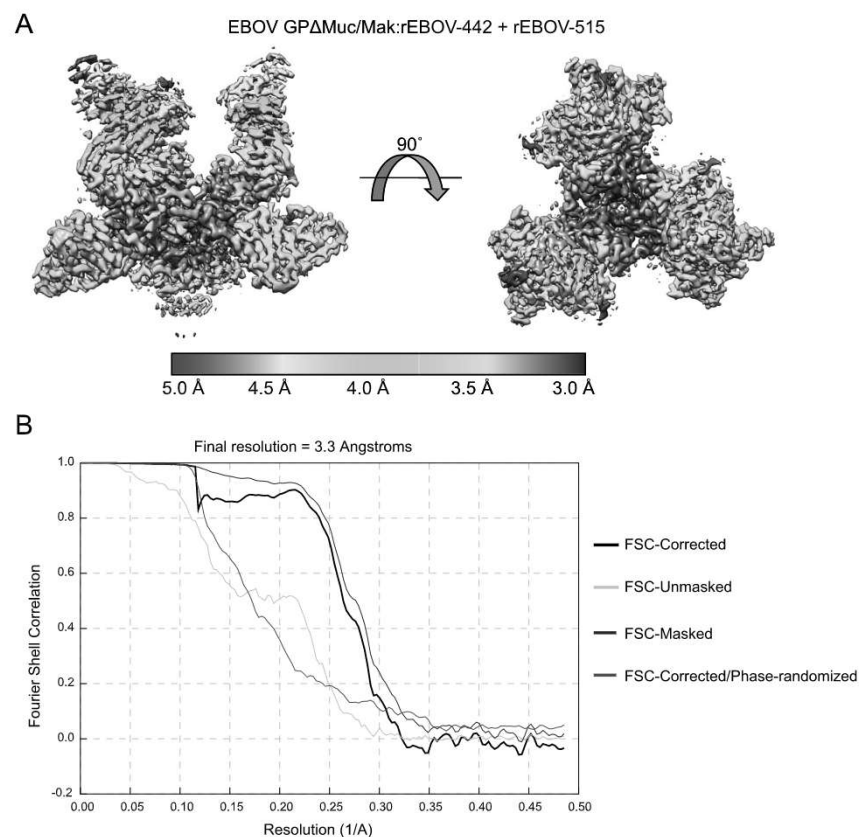 A
EBOV GPΔMuc/Mak:rEBOV-442 + rEBOV-515
90°
5.0 Å 4.5 Å 4.0 Å 3.5 Å 3.0 Å
B
Final resolution = 3.3 Angstroms
1.0
0.8
0.6
0.4
0.2
0.0
-0.2
Fourier Shell Correlation
0.00 0.05 0.10 0.15 0.20 0.25 0.30 0.35 0.40 0.45 0.50
Resolution (1/A)
FSC-Corrected
FSC-Unmasked
FSC-Masked
FSC-Corrected/Phase-randomized